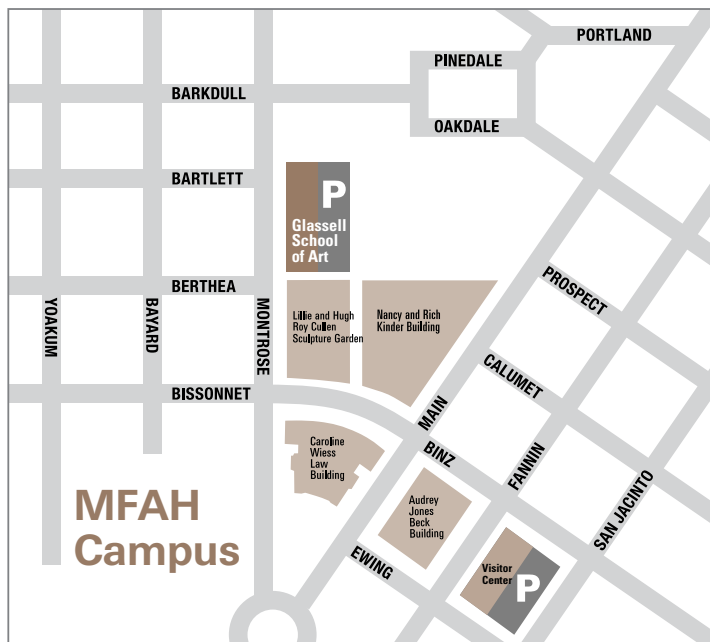 PORTLAND
PINEDALE
BARKDULL
OAKDALE
BARTLETT
P
Glassell
School
of Art
PROSPECT
BERTHEA
YOAKUM
BAYARD
MONTROSE
Lillie and Hugh
Roy Cullen
Sculpture Garden
Nancy and Rich
Kinder Building
CALUMET
BISSONNET
MAIN
BINZ
FANNIN
SAN JACINTO
Caroline
Wiess
Law
Building
Audrey
Jones
Beck
Building
MFAH
Campus
EWING
Visitor
Center
P